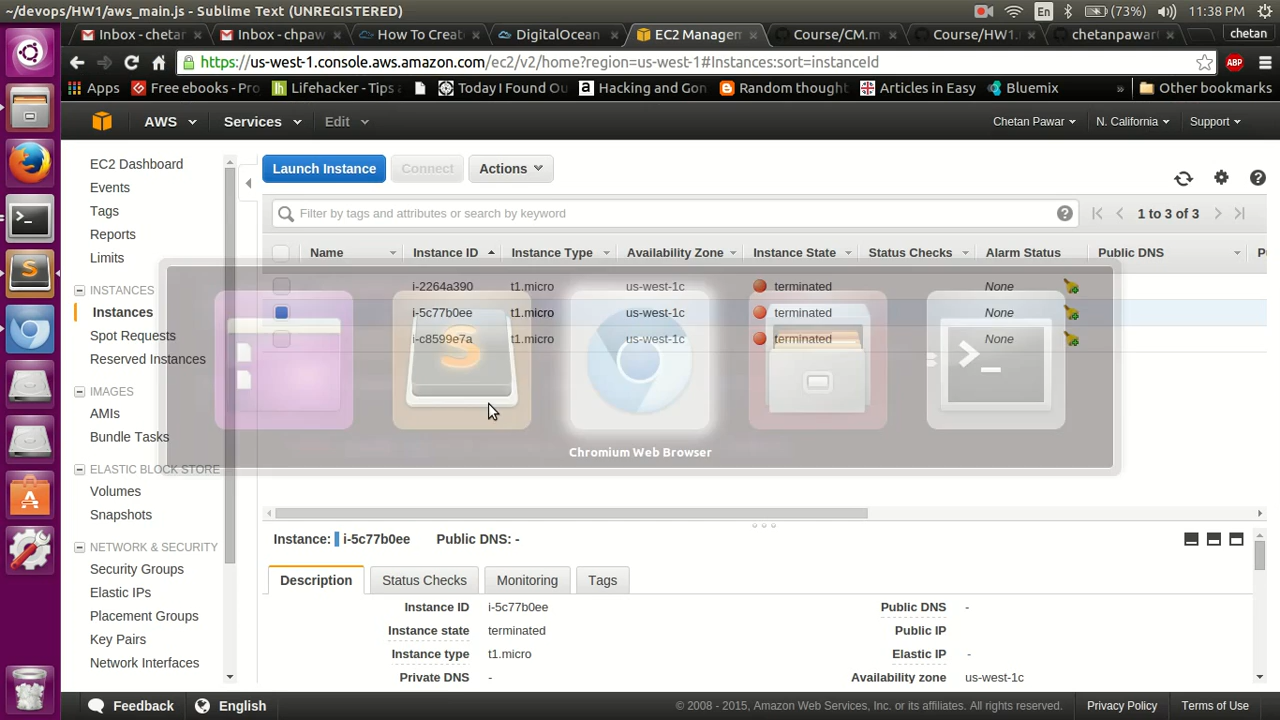 ~/devops/HW1/aws_main.js - Sublime Text (UNREGISTERED)
En
(73%)
11:38 PM
Inbox - chetar
Inbox - chpaw
How To Create
DigitalOcean
EC2 Managem
Course/CM.m
Course/HW1.
chetanpawar
chetan
https://us-west-1.console.aws.amazon.com/ec2/v2/home?region=us-west-1#Instances:sort=instanceId
ABP
Apps
Free ebooks - Pro
Lifehacker - Tips a
Today I Found Ou
Hacking and Gon
Random thought
Articles in Easy
Bluemix
»
Other bookmarks
AWS
Services
Edit
Chetan Pawar
N. California
Support
EC2 Dashboard
Events
Tags
Reports
Limits
INSTANCES
Instances
Spot Requests
Reserved Instances
IMAGES
AMIs
Bundle Tasks
ELASTIC BLOCK STORE
Volumes
Snapshots
NETWORK & SECURITY
Security Groups
Elastic IPs
Placement Groups
Key Pairs
Network Interfaces
Launch Instance
Connect
Actions
Filter by tags and attributes or search by keyword
1 to 3 of 3
Name
Instance ID
Instance Type
Availability Zone
Instance State
Status Checks
Alarm Status
Public DNS
i-2264a390
t1.micro
us-west-1c
terminated
None
i-5c77b0ee
t1.micro
us-west-1c
terminated
None
i-c8599e7a
t1.micro
us-west-1c
terminated
None
Chromium Web Browser
Instance: i-5c77b0ee
Public DNS: -
Description
Status Checks
Monitoring
Tags
Instance ID
i-5c77b0ee
Public DNS
-
Instance state
terminated
Public IP
-
Instance type
t1.micro
Elastic IP
-
Private DNS
-
Availability zone
us-west-1c
Feedback
English
© 2008 - 2015, Amazon Web Services, Inc. or its affiliates. All rights reserved.
Privacy Policy
Terms of Use